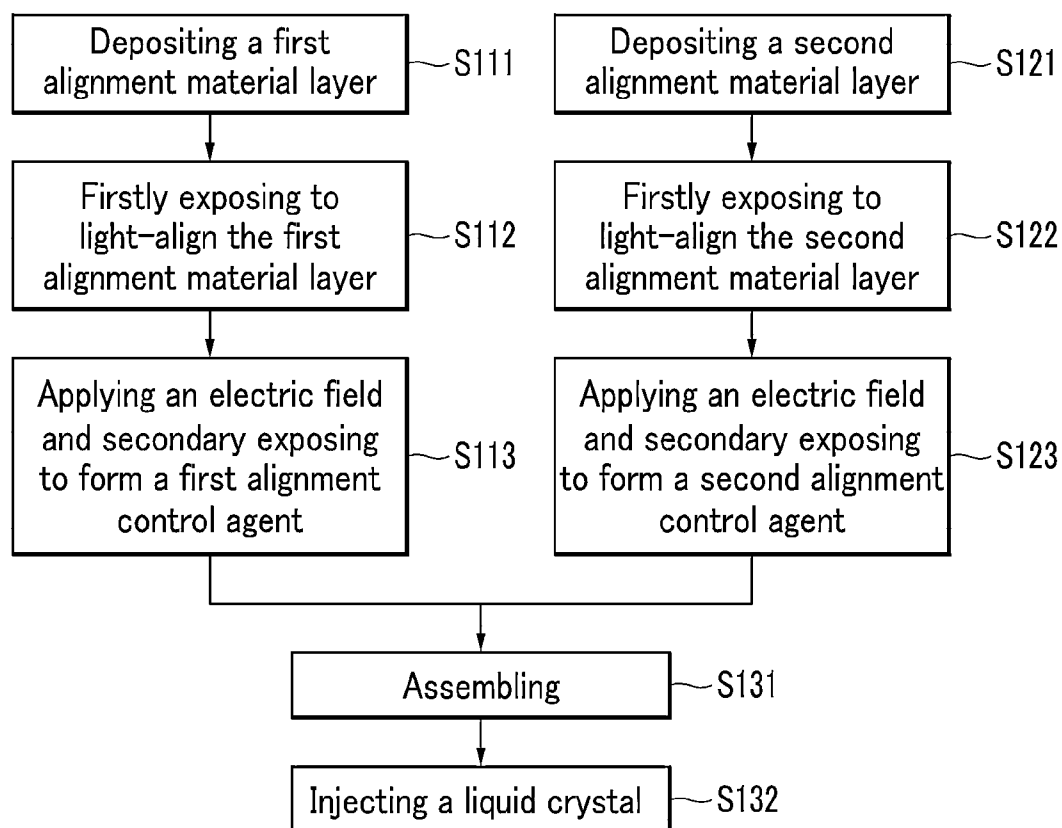 Depositing a first
alignment material layer
S111
Firstly exposing to
light-align the first
alignment material layer
S112
Applying an electric field
and secondary exposing
to form a first alignment
control agent
S113
Depositing a second
alignment material layer
S121
Firstly exposing to
light-align the second
alignment material layer
S122
Applying an electric field
and secondary exposing
to form a second alignment
control agent
S123
Assembling
S131
Injecting a liquid crystal
S132